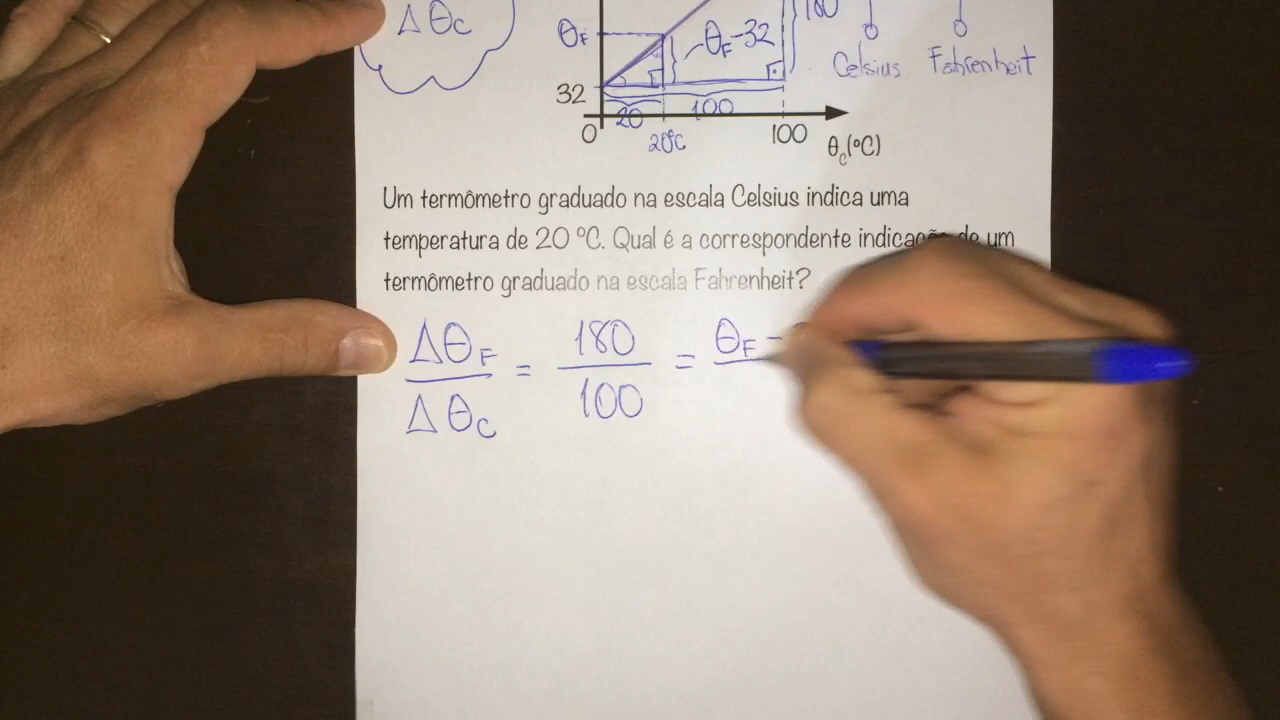 Δθc
θF
θF-32
180
Celsius
Fahrenheit
32
20
100
0
20°C
100
θc(ºC)
Um termômetro graduado na escala Celsius indica uma
temperatura de 20 ºC. Qual é a correspondente indicação de um
termômetro graduado na escala Fahrenheit?
ΔθF = 180 = θF -
ΔθC 100